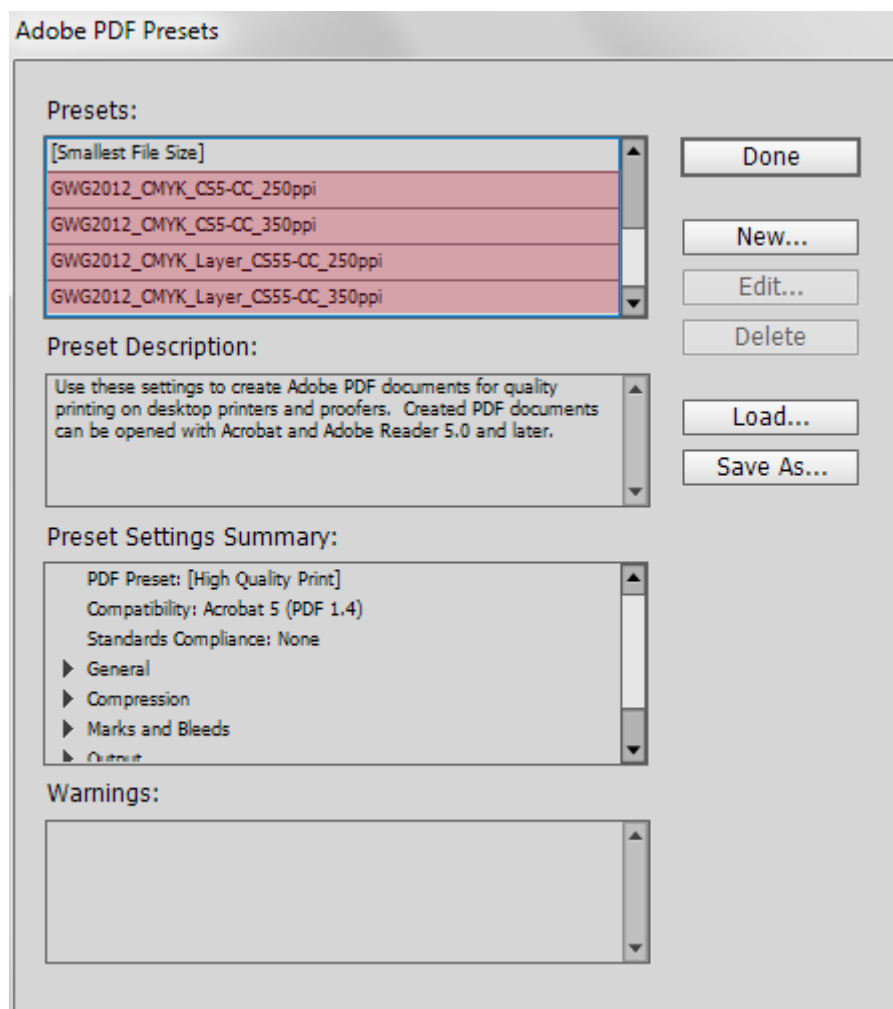 Adobe PDF Presets
Presets:
[Smallest File Size]
GWG2012_CMYK_CS5-CC_250ppi
GWG2012_CMYK_CS5-CC_350ppi
GWG2012_CMYK_Layer_CS55-CC_250ppi
GWG2012_CMYK_Layer_CS55-CC_350ppi
Done
New...
Edit...
Delete
Load...
Save As...
Preset Description:
Use these settings to create Adobe PDF documents for quality
printing on desktop printers and proofers. Created PDF documents
can be opened with Acrobat and Adobe Reader 5.0 and later.
Preset Settings Summary:
PDF Preset: [High Quality Print]
Compatibility: Acrobat 5 (PDF 1.4)
Standards Compliance: None
General
Compression
Marks and Bleeds
Output
Warnings: